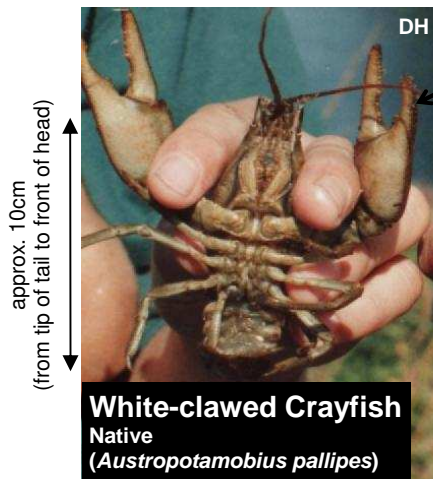 DH
approx. 10cm
(from tip of tail to front of head)
White-clawed Crayfish
Native
(Austropotamobius pallipes)